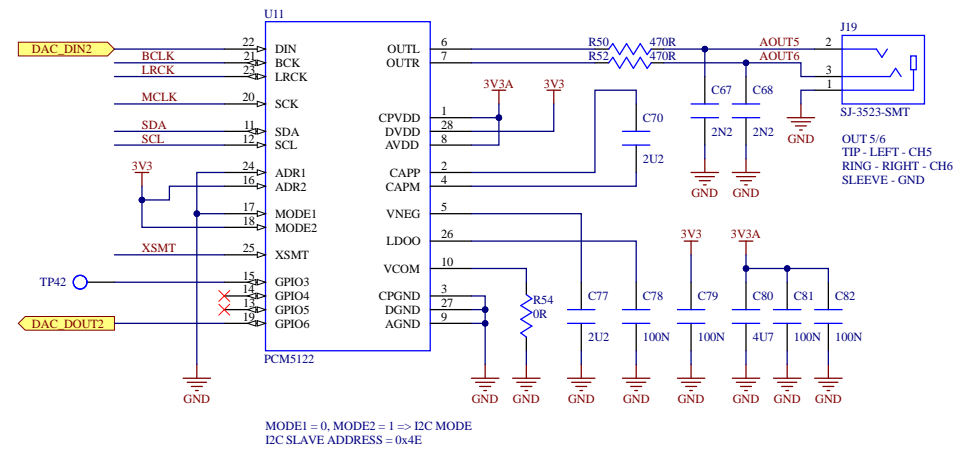 U11
DAC_DIN2
22 DIN
BCLK 21 BCK
LRCK 23 LRCK
MCLK 20 SCK
SDA 11 SDA
SCL 12 SCL
3V3
24 ADR1
16 ADR2
17 MODE1
18 MODE2
XSMT 25 XSMT
TP42 15 GPIO3
14 GPIO4
13 GPIO5
DAC_DOUT2 19 GPIO6
OUTL 6
OUTR 7
CPVDD 1
DVDD 28
AVDD 8
CAPP 2
CAPM 4
VNEG 5
LDOO 26
VCOM 10
CPGND 3
DGND 27
AGND 9
PCM5122
GND
R50 470R
R52 470R
AOUT5
AOUT6
3V3A
3V3
C70
2U2
C67
2N2
C68
2N2
GND
GND
J19
2
3
1
SJ-3523-SMT
GND
OUT 5/6
TIP - LEFT - CH5
RING - RIGHT - CH6
SLEEVE - GND
3V3
3V3A
R54
0R
C77
2U2
C78
100N
C79
100N
C80
4U7
C81
100N
C82
100N
GND
GND
GND
GND
GND
GND
GND
GND
MODE1 = 0, MODE2 = 1 => I2C MODE
I2C SLAVE ADDRESS = 0x4E